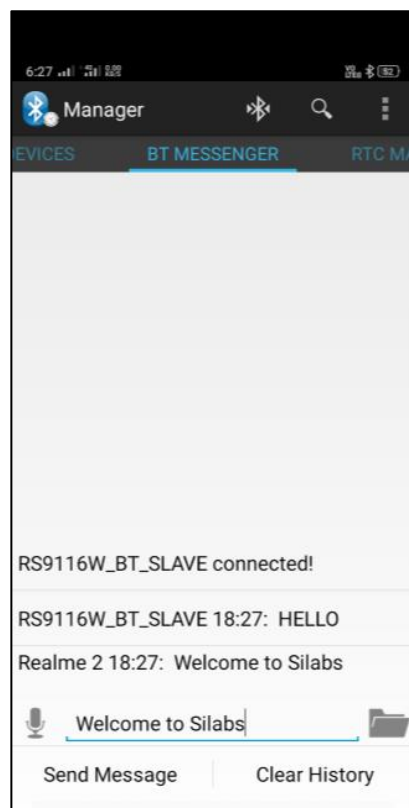 6:27
Manager
EVICES BT MESSENGER RTC MA
RS9116W_BT_SLAVE connected!
RS9116W_BT_SLAVE 18:27: HELLO
Realme 2 18:27: Welcome to Silabs
Welcome to Silabs
Send Message Clear History